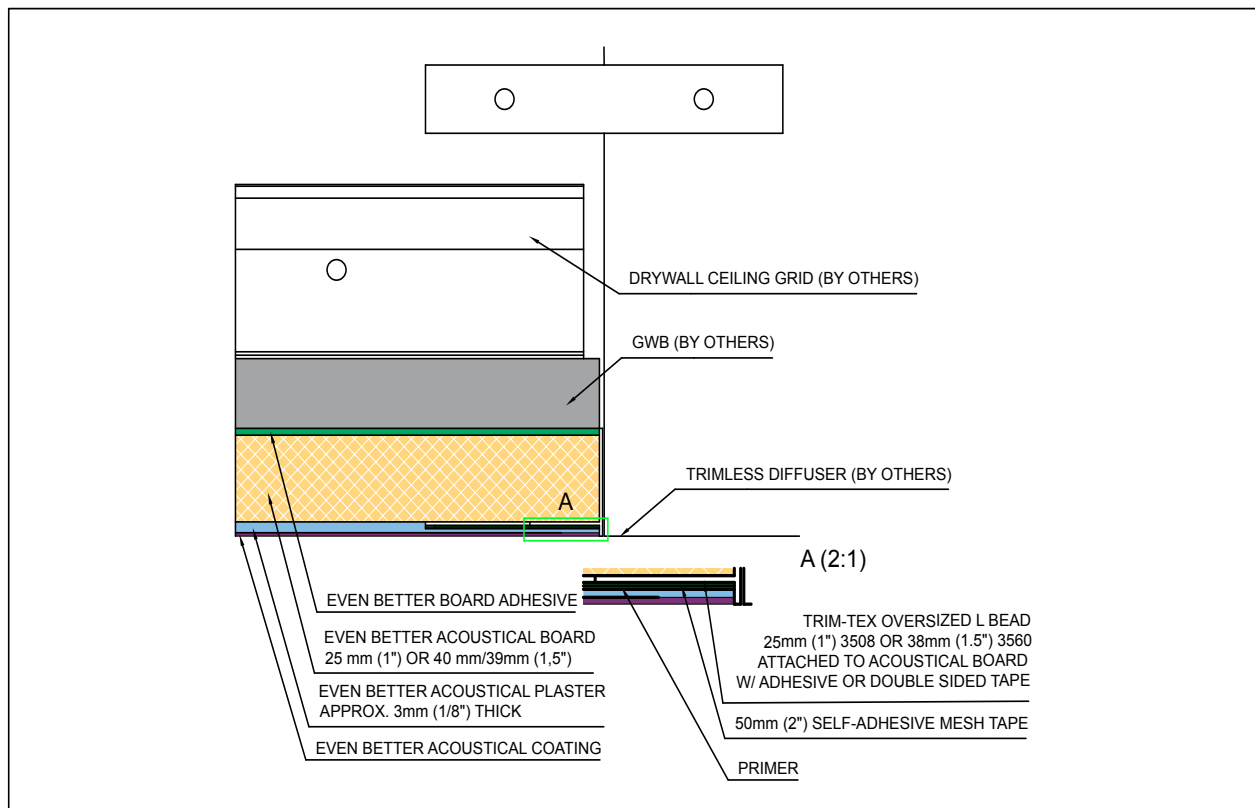 DRYWALL CEILING GRID (BY OTHERS)
GWB (BY OTHERS)
TRIMLESS DIFFUSER (BY OTHERS)
A
A (2:1)
EVEN BETTER BOARD ADHESIVE
EVEN BETTER ACOUSTICAL BOARD
25 mm (1") OR 40 mm/39mm (1,5")
EVEN BETTER ACOUSTICAL PLASTER
APPROX. 3mm (1/8") THICK
EVEN BETTER ACOUSTICAL COATING
TRIM-TEX OVERSIZED L BEAD
25mm (1") 3508 OR 38mm (1.5") 3560
ATTACHED TO ACOUSTICAL BOARD
W/ ADHESIVE OR DOUBLE SIDED TAPE
50mm (2") SELF-ADHESIVE MESH TAPE
PRIMER